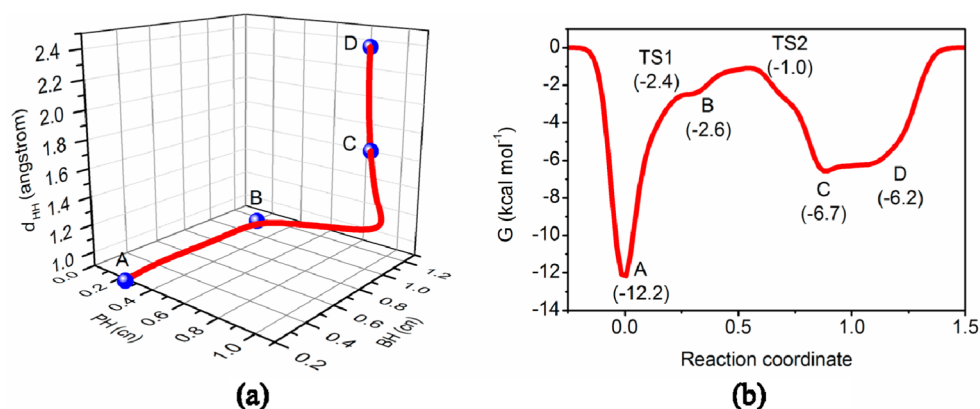 2.4
2.2
2.0
1.8
1.6
1.4
1.2
1.0
d_HH (angstrom)
D
C
B
A
0.0
0.2
0.4
0.6
0.8
1.0
PH (cn)
0.2
0.4
0.6
0.8
1.0
1.2
BH (cn)
(a)
0
-2
-4
-6
-8
-10
-12
-14
G (kcal mol⁻¹)
TS1
(-2.4)
B
(-2.6)
TS2
(-1.0)
C
(-6.7)
D
(-6.2)
A
(-12.2)
0.0 0.5 1.0 1.5
Reaction coordinate
(b)